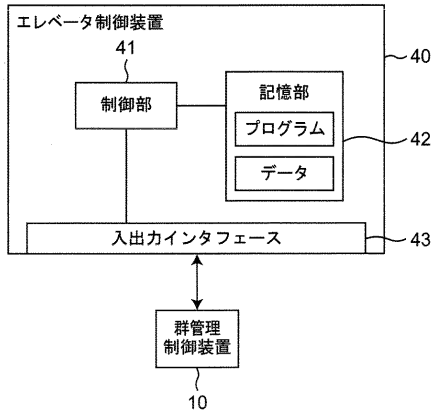 エレベータ制御装置
41
40
制御部
記憶部
プログラム
42
データ
入出力インタフェース
43
群管理
制御装置
10